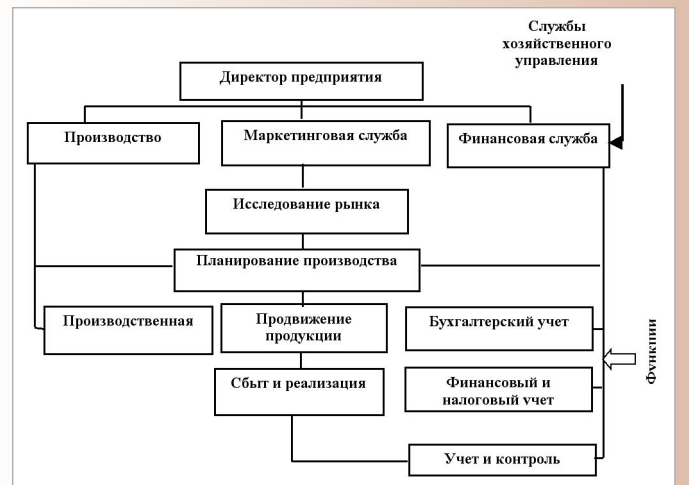 Службы
хозяйственного
управления
Директор предприятия
Производство
Маркетинговая служба
Финансовая служба
Исследование рынка
Планирование производства
Производственная
Продвижение
продукции
Бухгалтерский учет
Функции
Сбыт и реализация
Финансовый и
налоговый учет
Учет и контроль